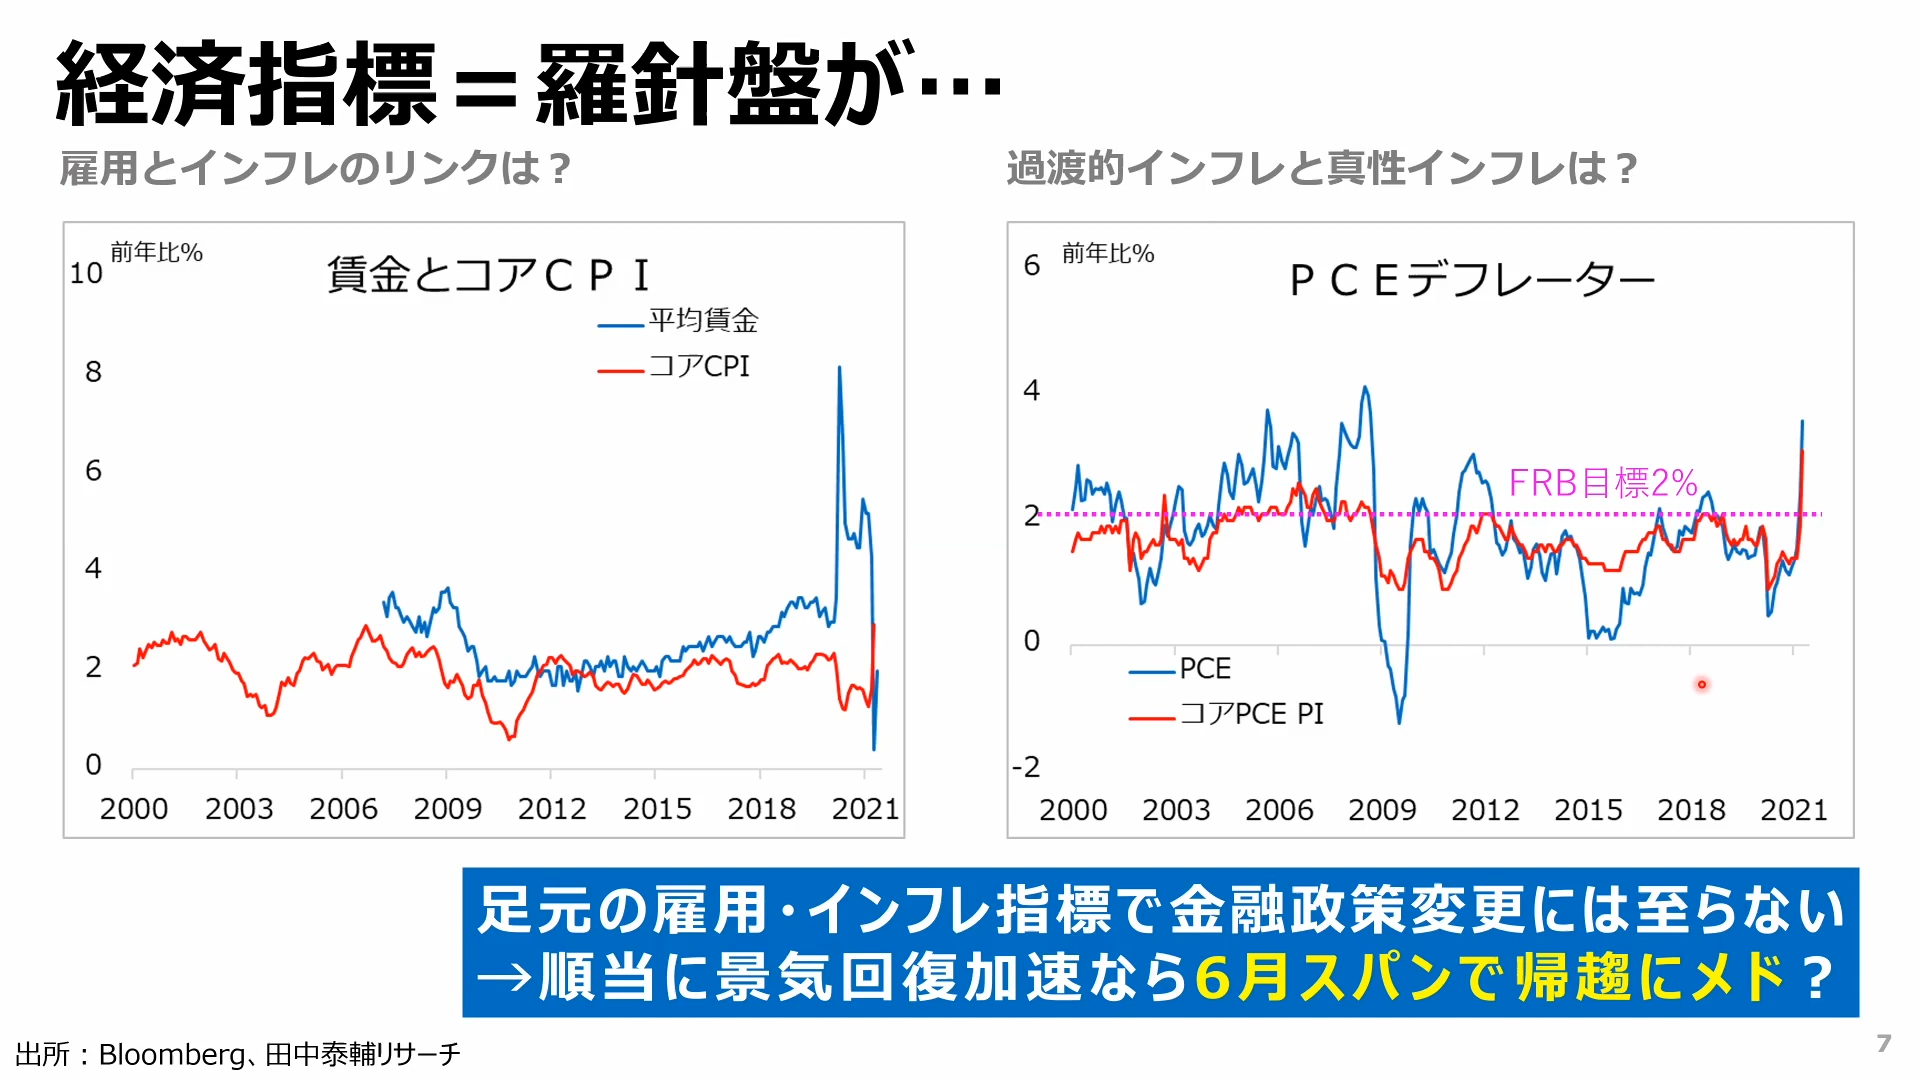 経済指標＝羅針盤が…
雇用とインフレのリンクは？
前年比%
賃金とコアＣＰＩ
平均賃金
コアCPI
10
8
6
4
2
0
2000 2003 2006 2009 2012 2015 2018 2021
過渡的インフレと真性インフレは？
前年比%
ＰＣＥデフレーター
FRB目標2%
6
4
2
0
-2
PCE
コアPCE PI
2000 2003 2006 2009 2012 2015 2018 2021
足元の雇用・インフレ指標で金融政策変更には至らない
→順当に景気回復加速なら6月スパンで帰趨にメド？
出所：Bloomberg、田中泰輔リサーチ
7